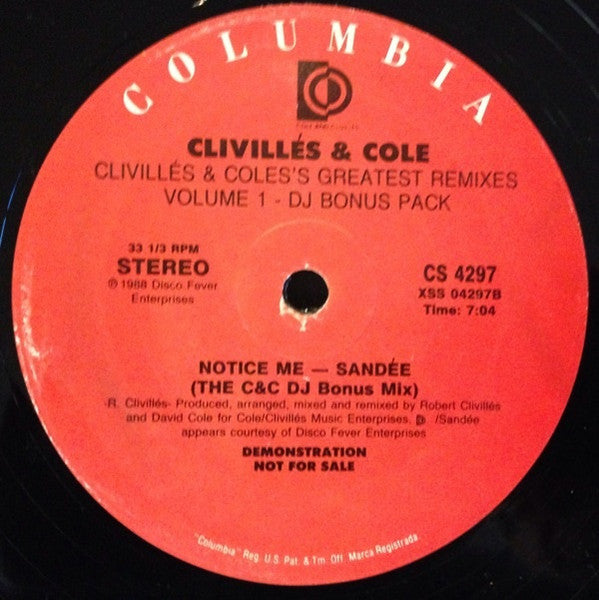 COLUMBIA
CLIVILLÉS & COLE
CLIVILLÉS & COLES'S GREATEST REMIXES
VOLUME 1 - DJ BONUS PACK
33 1/3 RPM
STEREO
℗ 1988 Disco Fever
Enterprises
CS 4297
XSS 04297B
Time: 7:04
NOTICE ME — SANDÉE
(THE C&C DJ Bonus Mix)
-R. Clivillés- Produced, arranged, mixed and remixed by Robert Clivillés
and David Cole for Cole/Clivillés Music Enterprises. /Sandée
appears courtesy of Disco Fever Enterprises
DEMONSTRATION
NOT FOR SALE
"Columbia" Reg. U.S. Pat. & Tm. Off. Marca Registrada.